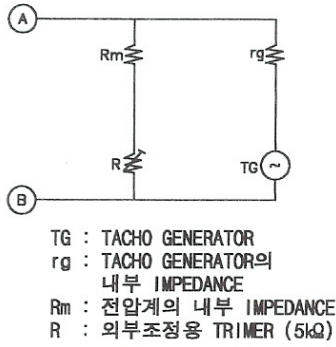 A
Rm
rg
R
TG
B
TG : TACHO GENERATOR
rg : TACHO GENERATOR의
내부 IMPEDANCE
Rm : 전압계의 내부 IMPEDANCE
R : 외부조정용 TRIMER (5kΩ)